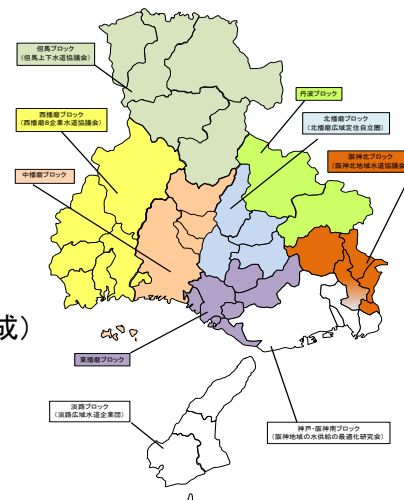 但馬ブロック
(但馬上下水道協議会)
丹波ブロック
西播磨ブロック
(西播磨8企業水道協議会)
北播磨ブロック
(北播磨広域定住自立圏)
阪神北ブロック
(阪神北地域水道協議会
中播磨ブロック
成)
東播磨ブロック
淡路ブロック
(淡路広域水道企業団)
神戸・阪神南ブロック
(阪神地域の水供給の最適化研究会)